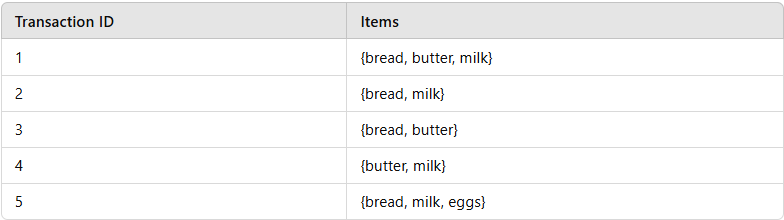 Transaction ID Items
1 {bread, butter, milk}
2 {bread, milk}
3 {bread, butter}
4 {butter, milk}
5 {bread, milk, eggs}